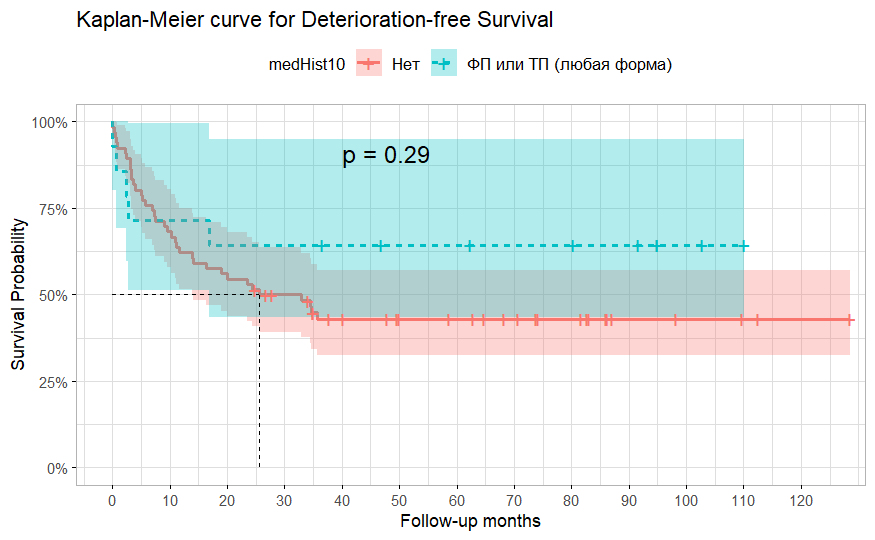 Kaplan-Meier curve for Deterioration-free Survival
medHist10 Нет ФП или ТП (любая форма)
100%
75%
50%
25%
0%
Survival Probability
p = 0.29
0 10 20 30 40 50 60 70 80 90 100 110 120
Follow-up months